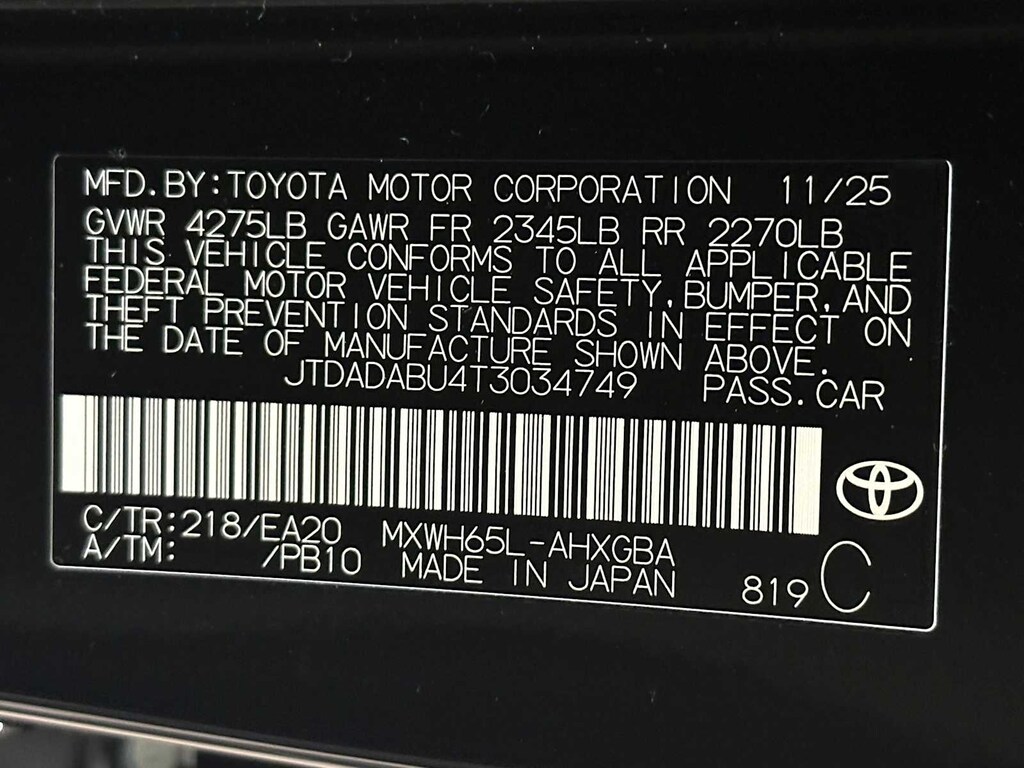 MFD.BY:TOYOTA MOTOR CORPORATION 11/25
GVWR 4275LB GAWR FR 2345LB RR 2270LB
THIS VEHICLE CONFORMS TO ALL APPLICABLE
FEDERAL MOTOR VEHICLE SAFETY,BUMPER,AND
THEFT PREVENTION STANDARDS IN EFFECT ON
THE DATE OF MANUFACTURE SHOWN ABOVE.
JTDADABU4T3034749 PASS.CAR
C/TR:218/EA20 MXWH65L-AHXGBA
A/TM: /PB10 MADE IN JAPAN 819 C